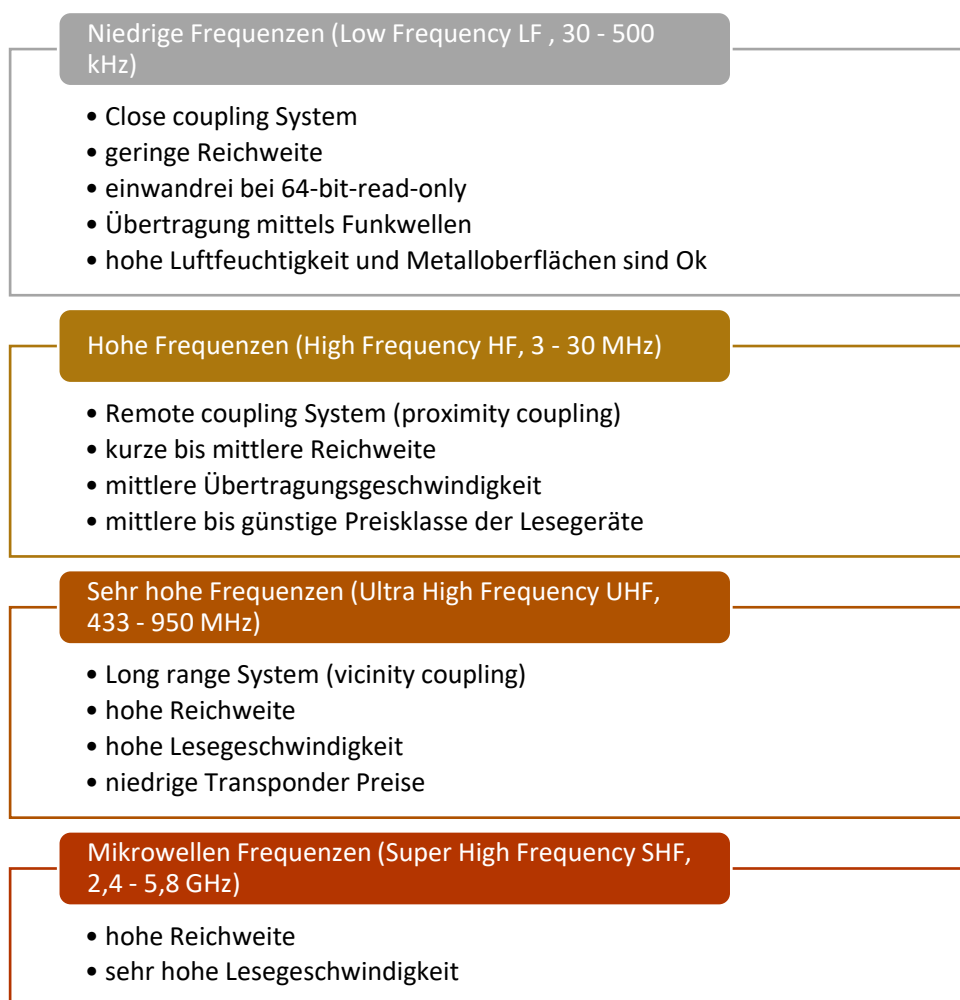 Niedrige Frequenzen (Low Frequency LF , 30 - 500
kHz)
• Close coupling System
• geringe Reichweite
• einwandrei bei 64-bit-read-only
• Übertragung mittels Funkwellen
• hohe Luftfeuchtigkeit und Metalloberflächen sind Ok
Hohe Frequenzen (High Frequency HF, 3 - 30 MHz)
• Remote coupling System (proximity coupling)
• kurze bis mittlere Reichweite
• mittlere Übertragungsgeschwindigkeit
• mittlere bis günstige Preisklasse der Lesegeräte
Sehr hohe Frequenzen (Ultra High Frequency UHF,
433 - 950 MHz)
• Long range System (vicinity coupling)
• hohe Reichweite
• hohe Lesegeschwindigkeit
• niedrige Transponder Preise
Mikrowellen Frequenzen (Super High Frequency SHF,
2,4 - 5,8 GHz)
• hohe Reichweite
• sehr hohe Lesegeschwindigkeit